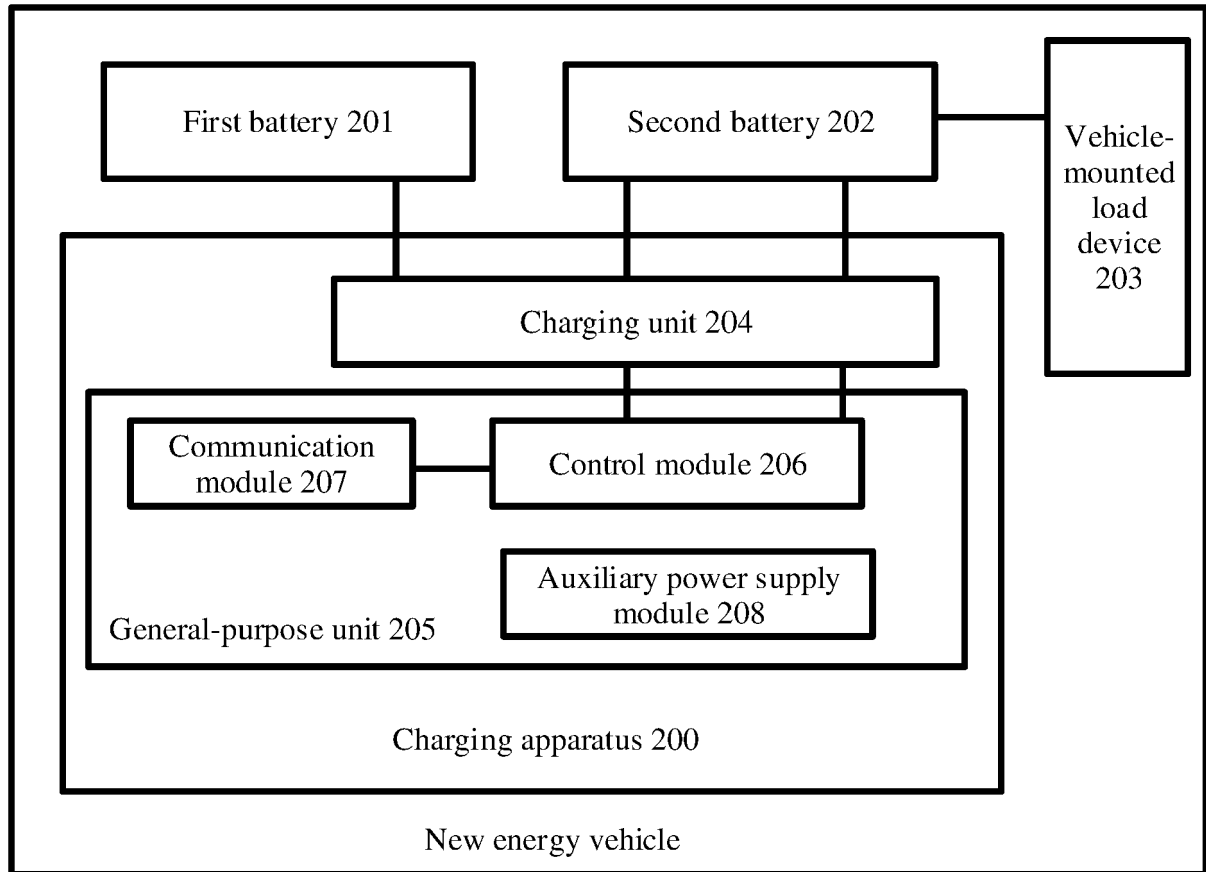 First battery 201
Second battery 202
Vehicle-
mounted
load
device
203
Charging unit 204
Communication
module 207
Control module 206
Auxiliary power supply
module 208
General-purpose unit 205
Charging apparatus 200
New energy vehicle